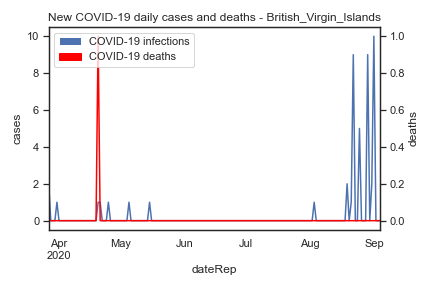 New COVID-19 daily cases and deaths - British_Virgin_Islands
COVID-19 infections
COVID-19 deaths
cases
10
8
6
4
2
0
deaths
1.0
0.8
0.6
0.4
0.2
0.0
Apr May Jun Jul Aug Sep
2020
dateRep